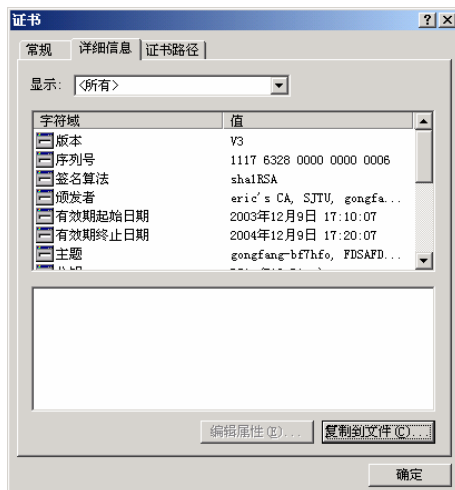 证书
常规 详细信息 证书路径
显示: <所有>
字符域 值
版本 V3
序列号 1117 6328 0000 0000 0006
签名算法 sha1RSA
颁发者 eric's CA, SJTU, gongfa...
有效期起始日期 2003年12月9日 17:10:07
有效期终止日期 2004年12月9日 17:20:07
主题 gongfang-bf7hfo, FDSAFD...
编辑属性(E)... 复制到文件(C)...
确定